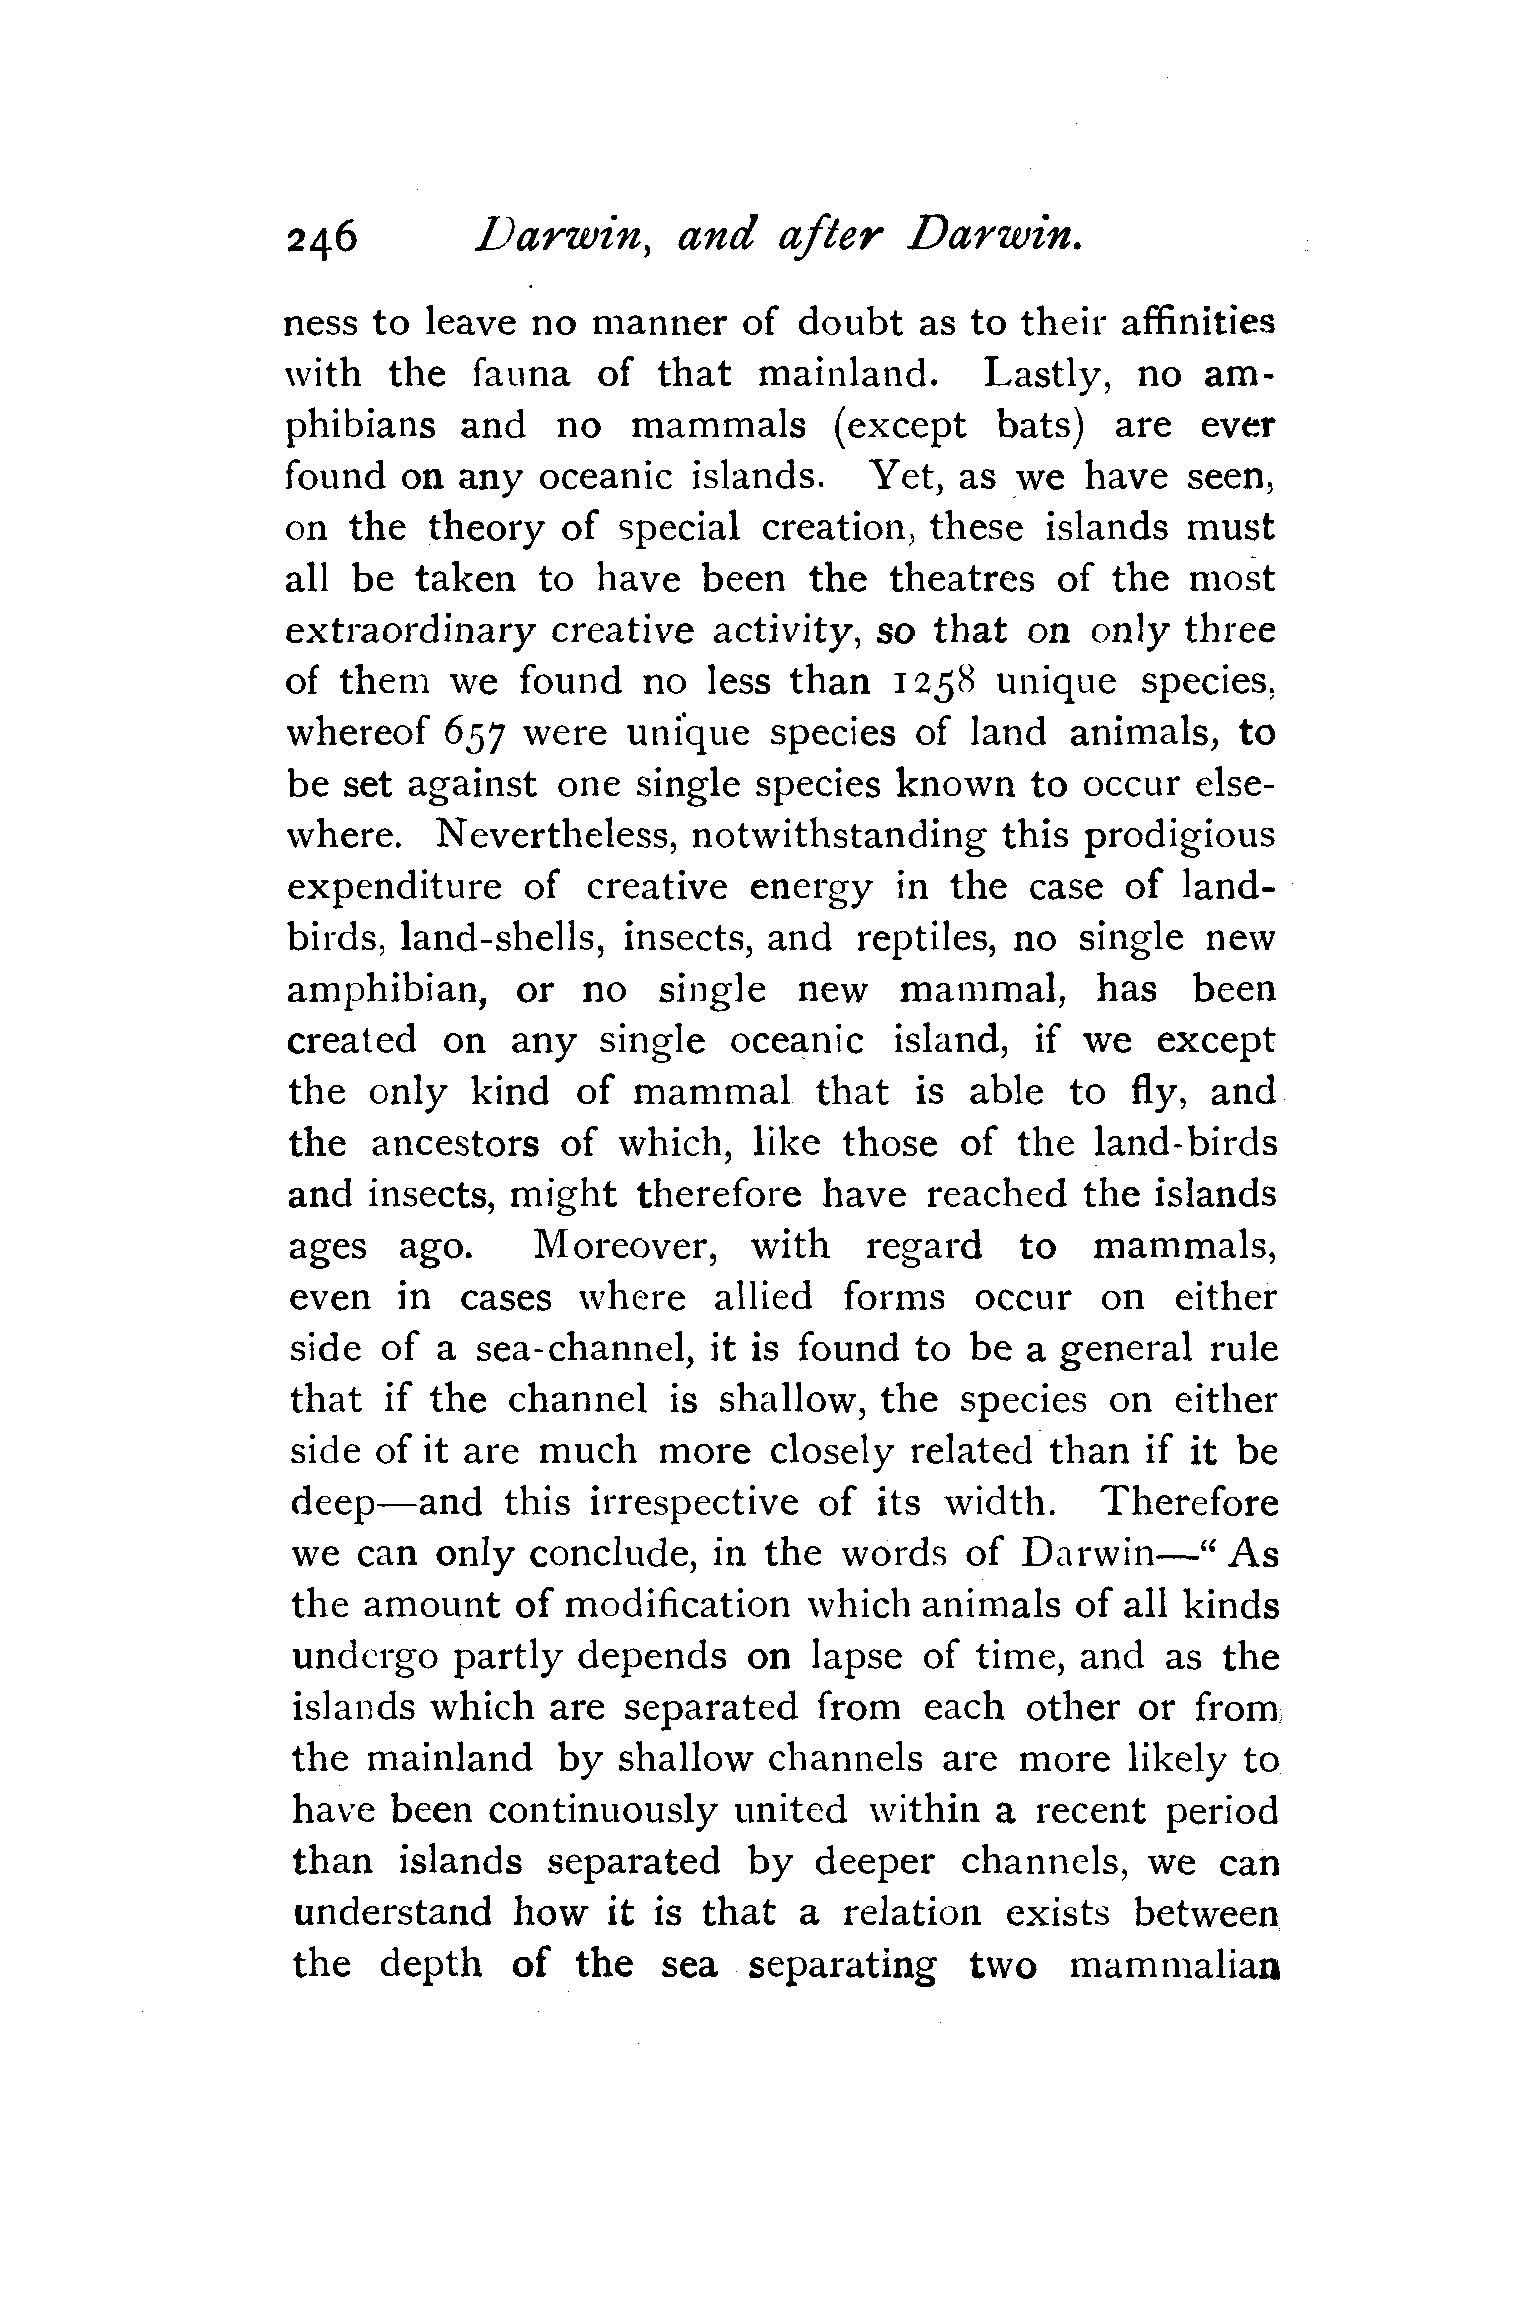 246 Darwin, and after Darwin.
ness to leave no manner of doubt as to their affinities
with the fauna of that mainland. Lastly, no am-
phibians and no mammals (except bats) are ever
found on any oceanic islands. Yet, as we have seen,
on the theory of special creation, these islands must
all be taken to have been the theatres of the most
extraordinary creative activity, so that on only three
of them we found no less than 1258 unique species,
whereof 657 were unique species of land animals, to
be set against one single species known to occur else-
where. Nevertheless, notwithstanding this prodigious
expenditure of creative energy in the case of land-
birds, land-shells, insects, and reptiles, no single new
amphibian, or no single new mammal, has been
created on any single oceanic island, if we except
the only kind of mammal that is able to fly, and
the ancestors of which, like those of the land-birds
and insects, might therefore have reached the islands
ages ago. Moreover, with regard to mammals,
even in cases where allied forms occur on either
side of a sea-channel, it is found to be a general rule
that if the channel is shallow, the species on either
side of it are much more closely related than if it be
deep—and this irrespective of its width. Therefore
we can only conclude, in the words of Darwin—“ As
the amount of modification which animals of all kinds
undergo partly depends on lapse of time, and as the
islands which are separated from each other or from
the mainland by shallow channels are more likely to
have been continuously united within a recent period
than islands separated by deeper channels, we can
understand how it is that a relation exists between
the depth of the sea separating two mammalian